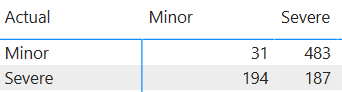 Actual Minor Severe
Minor 31 483
Severe 194 187